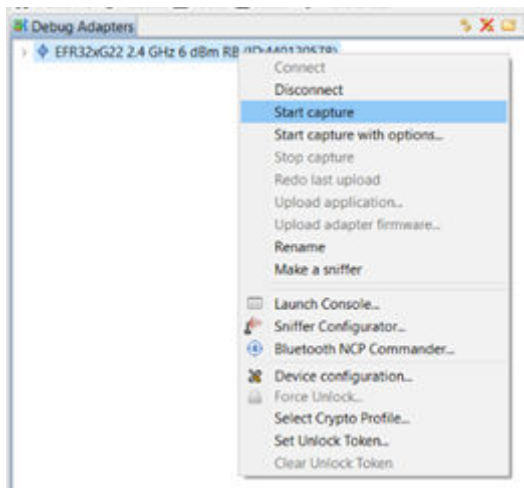 Debug Adapters
EFR32xG22 2.4 GHz 6 dBm RB (ID:440120578)
Connect
Disconnect
Start capture
Start capture with options...
Stop capture
Redo last upload
Upload application...
Upload adapter firmware...
Rename
Make a sniffer
Launch Console...
Sniffer Configurator...
Bluetooth NCP Commander...
Device configuration...
Force Unlock...
Select Crypto Profile...
Set Unlock Token...
Clear Unlock Token